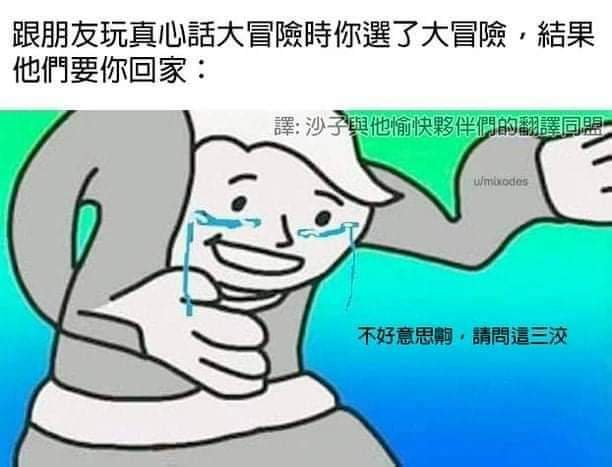 跟朋友玩真心話大冒險時你選了大冒險，結果
他們要你回家：
譯: 沙子與他愉快夥伴們的翻譯同盟
u/mixodes
不好意思齁，請問這三洨